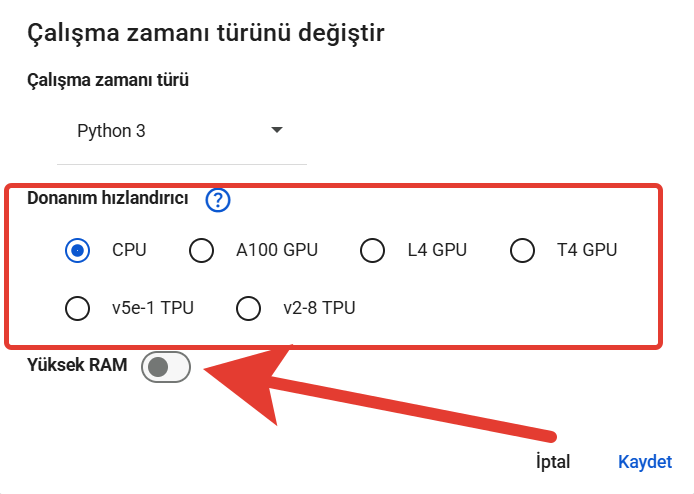 Çalışma zamanı türünü değiştir
Çalışma zamanı türü
Python 3
Donanım hızlandırıcı ?
CPU A100 GPU L4 GPU T4 GPU
v5e-1 TPU v2-8 TPU
Yüksek RAM
İptal Kaydet